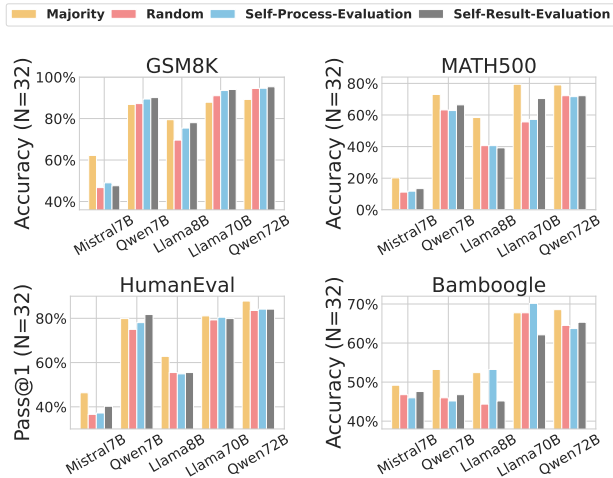 Majority Random Self-Process-Evaluation Self-Result-Evaluation
GSM8K
Accuracy (N=32)
100%
80%
60%
40%
Mistral7B Qwen7B Llama8B Llama70B Qwen72B
MATH500
Accuracy (N=32)
80%
60%
40%
20%
0%
Mistral7B Qwen7B Llama8B Llama70B Qwen72B
HumanEval
Pass@1 (N=32)
80%
60%
40%
Mistral7B Qwen7B Llama8B Llama70B Qwen72B
Bamboogle
Accuracy (N=32)
70%
60%
50%
40%
Mistral7B Qwen7B Llama8B Llama70B Qwen72B